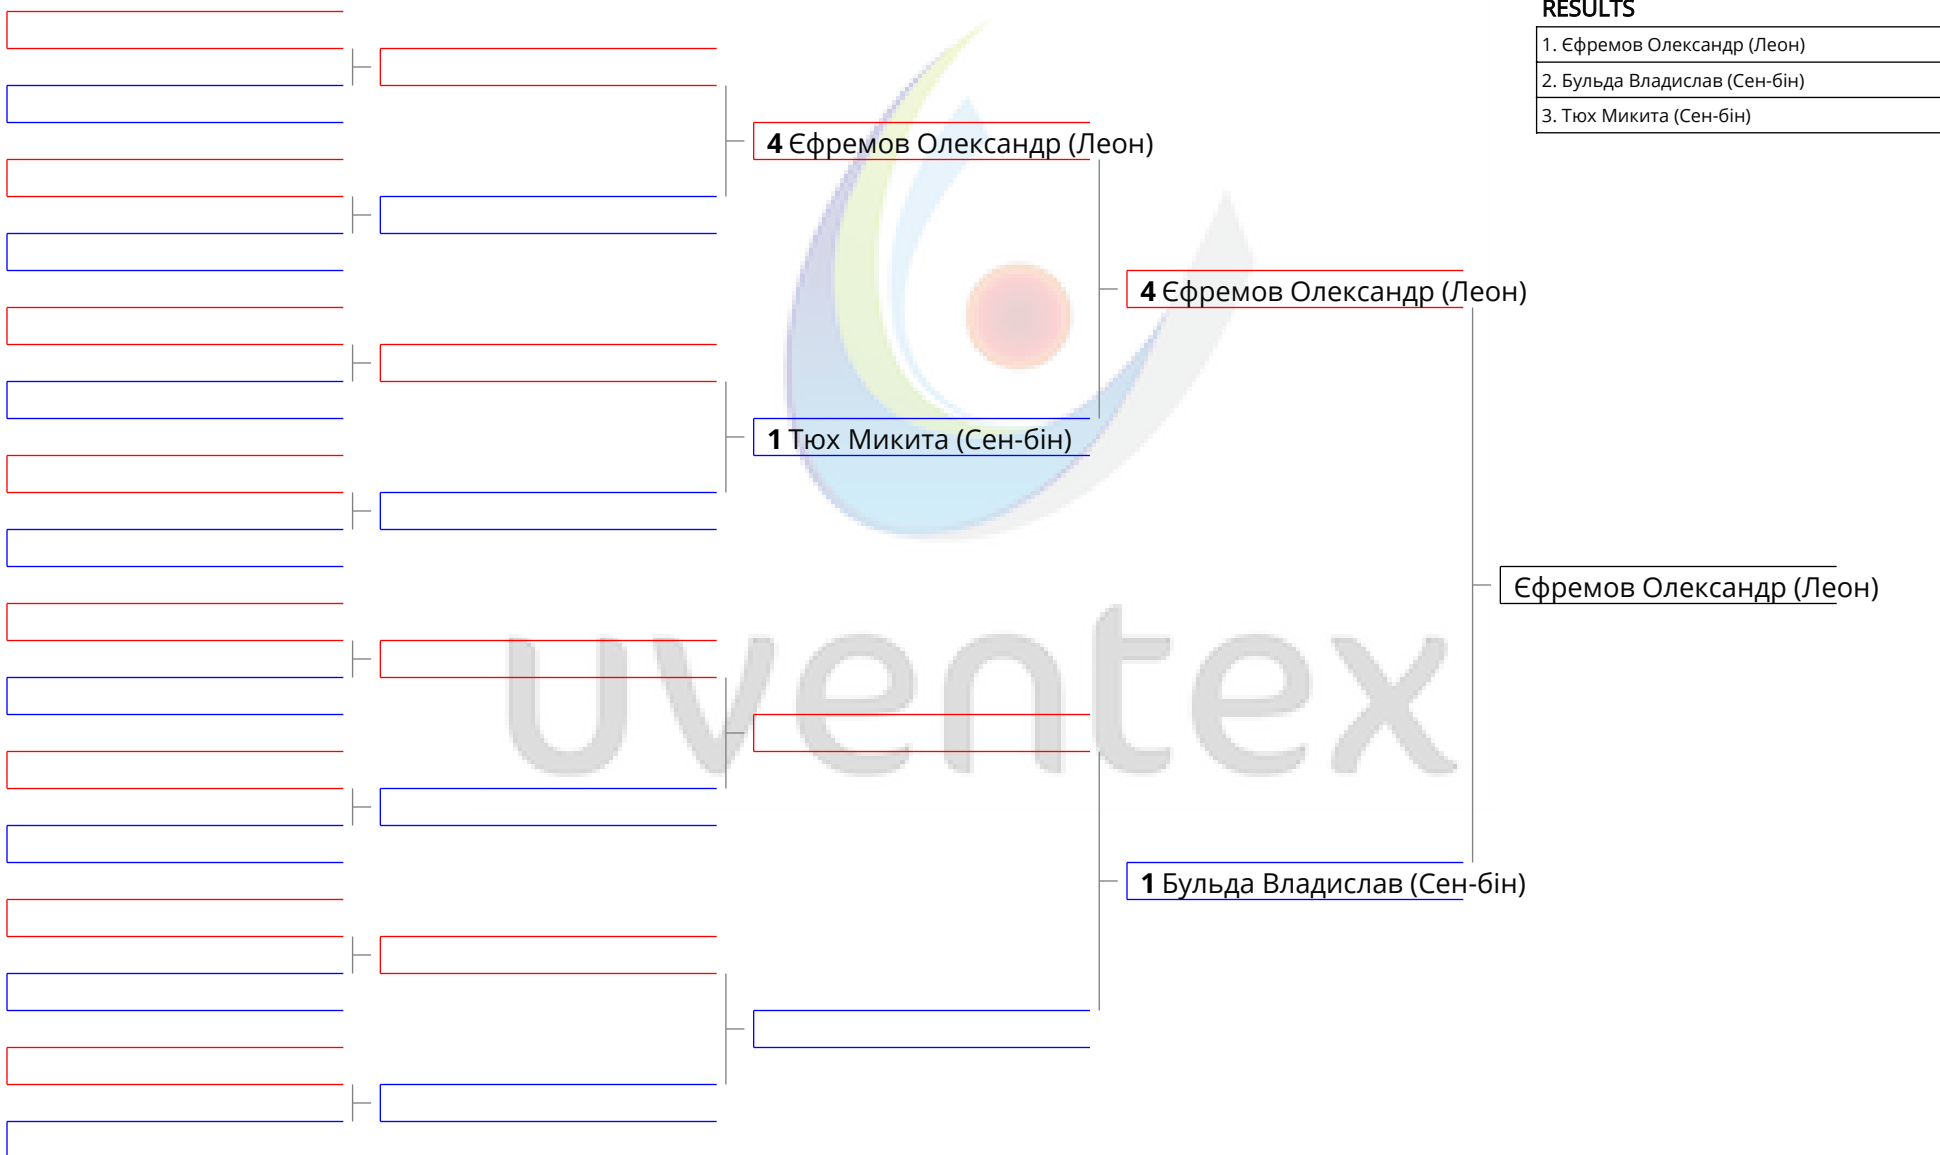 RESULTS
1. Єфремов Олександр (Леон)
2. Бульда Владислав (Сен-бін)
3. Тюх Микита (Сен-бін)
4 Єфремов Олександр (Леон)
4 Єфремов Олександр (Леон)
1 Тюх Микита (Сен-бін)
Єфремов Олександр (Леон)
uventex
1 Бульда Владислав (Сен-бін)